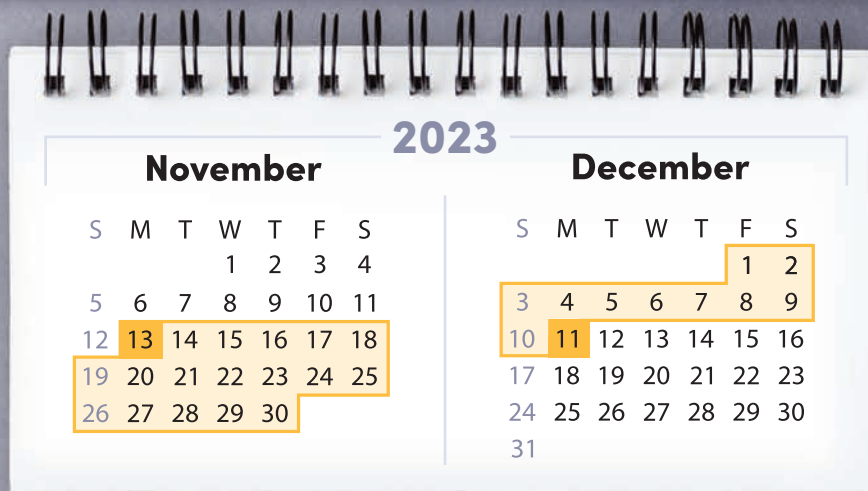 2023
November
S M T W T F S
1 2 3 4
5 6 7 8 9 10 11
12 13 14 15 16 17 18
19 20 21 22 23 24 25
26 27 28 29 30
December
S M T W T F S
1 2
3 4 5 6 7 8 9
10 11 12 13 14 15 16
17 18 19 20 21 22 23
24 25 26 27 28 29 30
31